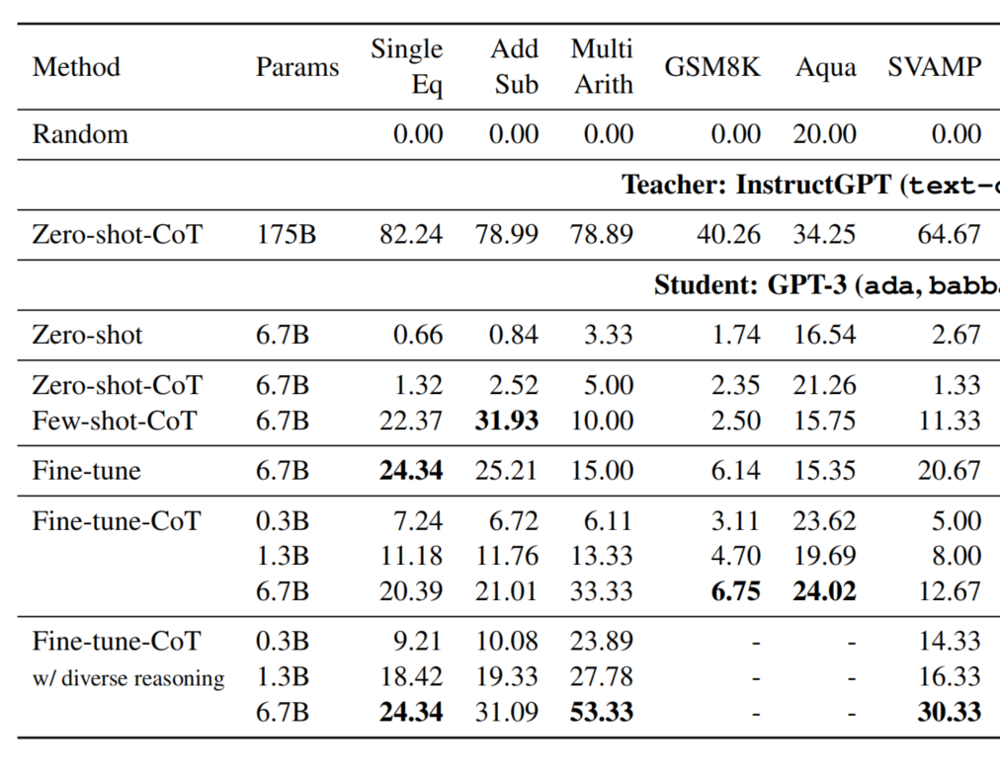 Method Params Single Eq Add Sub Multi Arith GSM8K Aqua SVAMP
Random 0.00 0.00 0.00 0.00 20.00 0.00
Teacher: InstructGPT (text-
Zero-shot-CoT 175B 82.24 78.99 78.89 40.26 34.25 64.67
Student: GPT-3 (ada, babb
Zero-shot 6.7B 0.66 0.84 3.33 1.74 16.54 2.67
Zero-shot-CoT 6.7B 1.32 2.52 5.00 2.35 21.26 1.33
Few-shot-CoT 6.7B 22.37 31.93 10.00 2.50 15.75 11.33
Fine-tune 6.7B 24.34 25.21 15.00 6.14 15.35 20.67
Fine-tune-CoT 0.3B 7.24 6.72 6.11 3.11 23.62 5.00
1.3B 11.18 11.76 13.33 4.70 19.69 8.00
6.7B 20.39 21.01 33.33 6.75 24.02 12.67
Fine-tune-CoT 0.3B 9.21 10.08 23.89 - - 14.33
w/ diverse reasoning 1.3B 18.42 19.33 27.78 - - 16.33
6.7B 24.34 31.09 53.33 - - 30.33